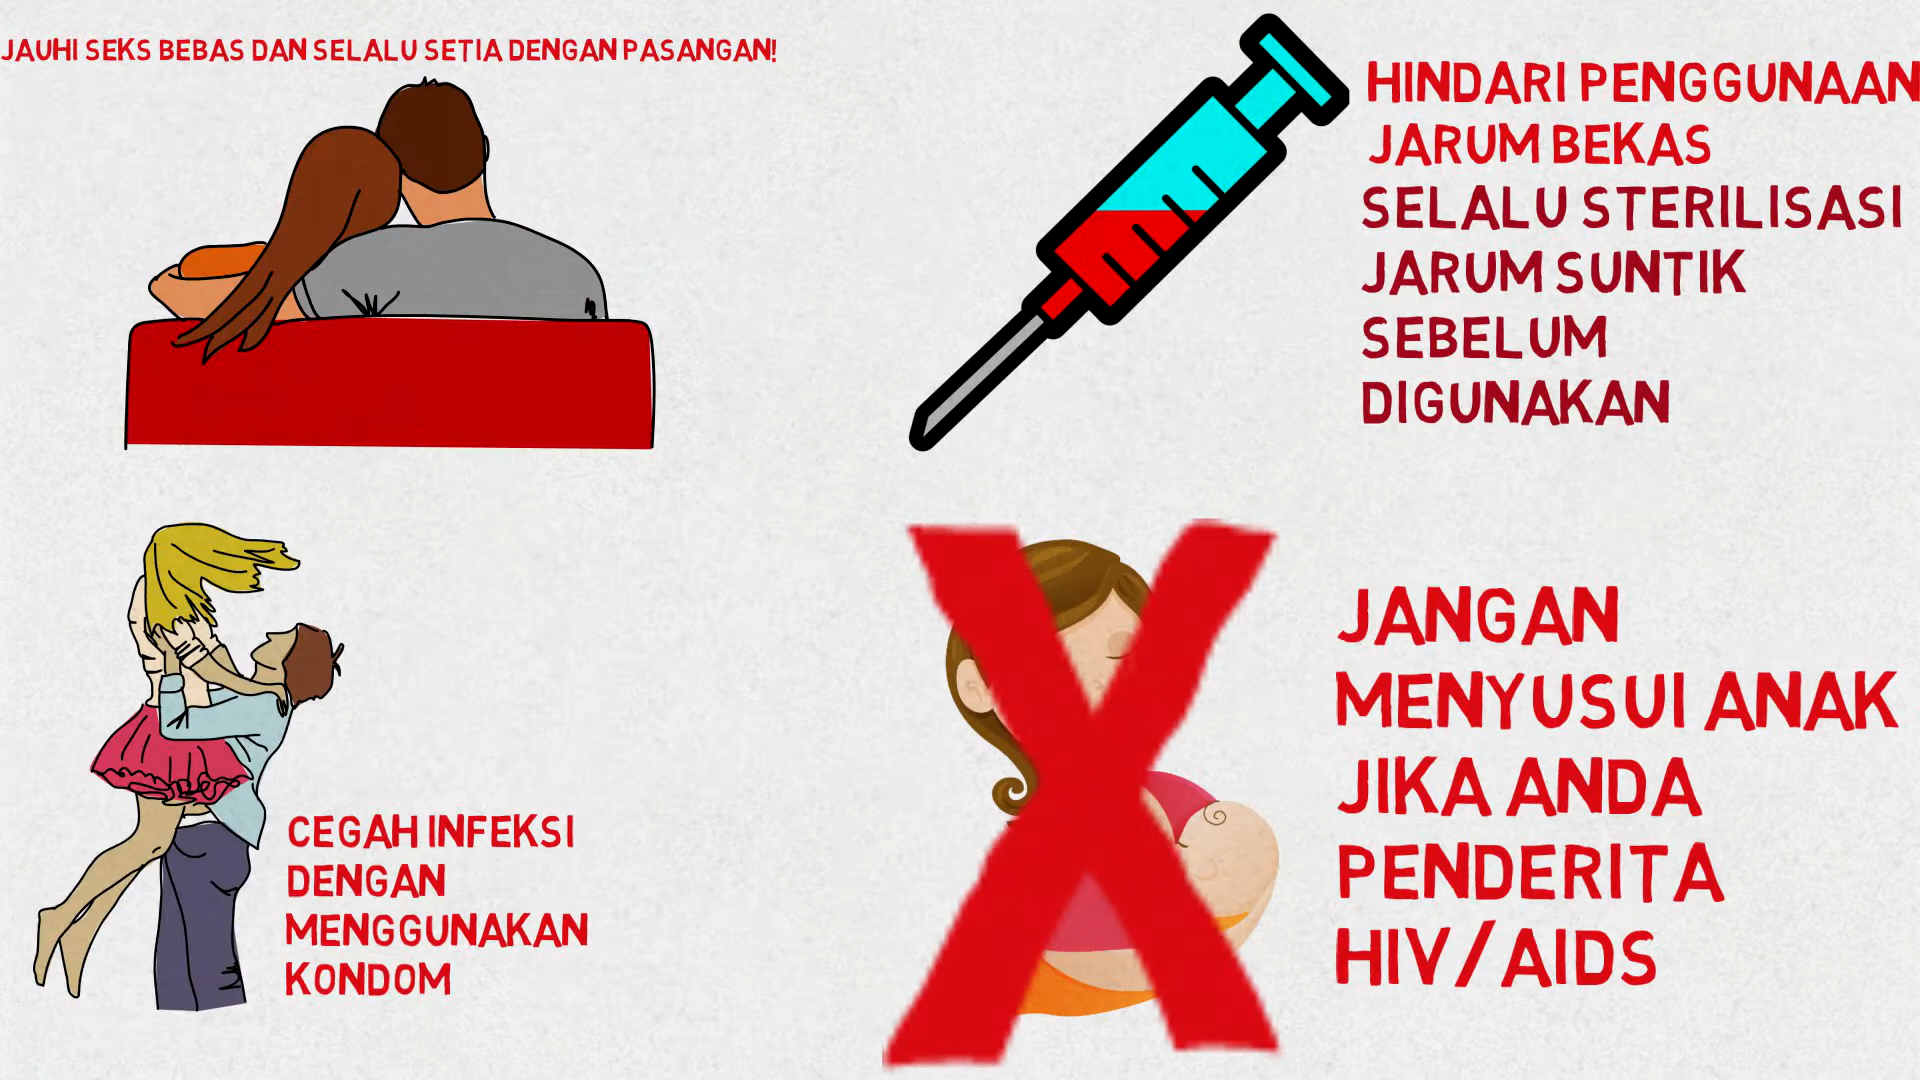 JAUHI SEKS BEBAS DAN SELALU SETIA DENGAN PASANGAN!
HINDARI PENGGUNAAN
JARUM BEKAS
SELALU STERILISASI
JARUM SUNTIK
SEBELUM
DIGUNAKAN
CEGAH INFEKSI
DENGAN
MENGGUNAKAN
KONDOM
JANGAN
MENYUSUI ANAK
JIKA ANDA
PENDERITA
HIV/AIDS